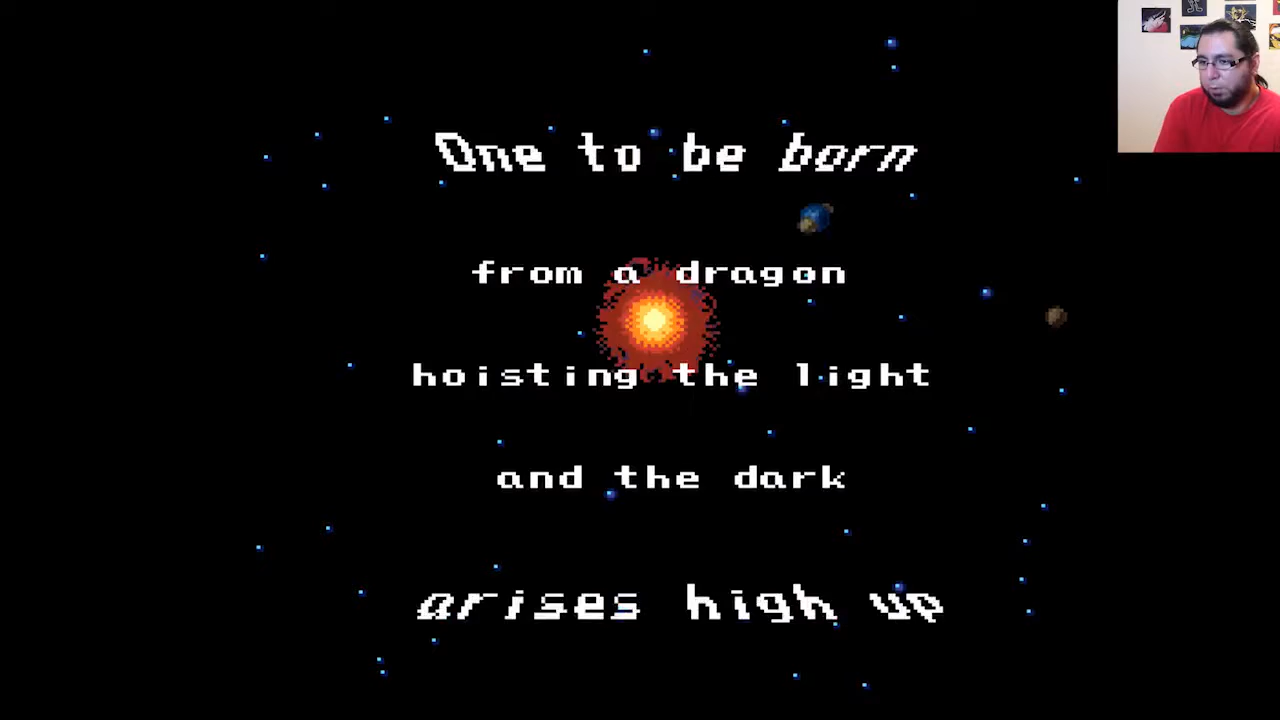 One to be born
from a dragon
hoisting the light
and the dark
arises high up